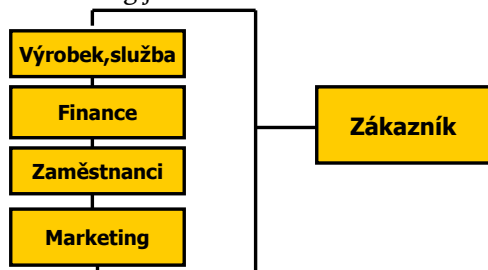 Výrobek,služba
Finance
Zaměstnanci
Marketing
Zákazník